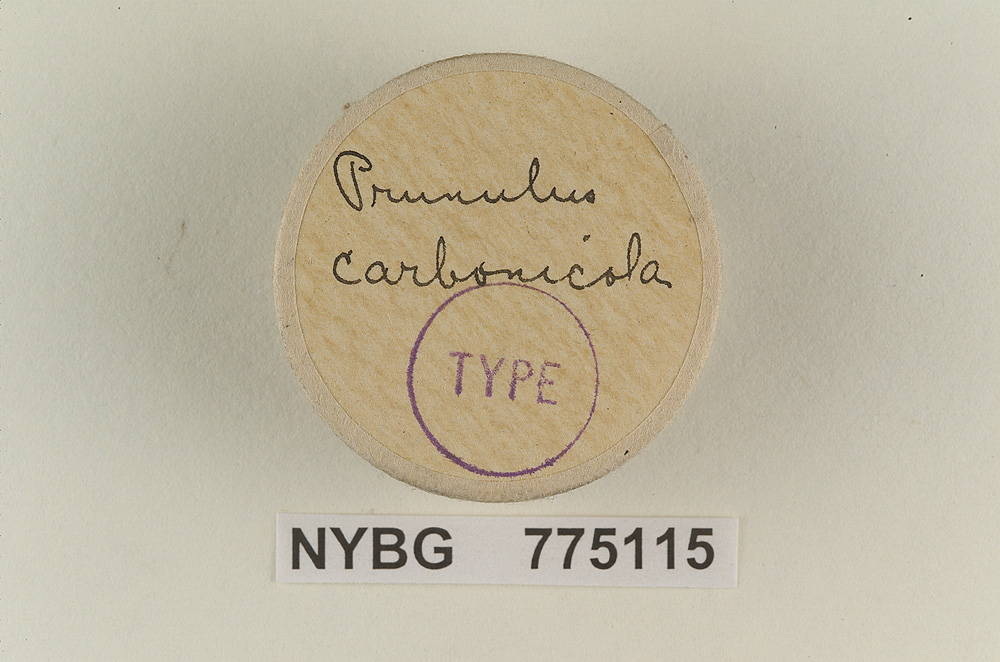 Prunulus
carbonicola
TYPE
NYBG 775115